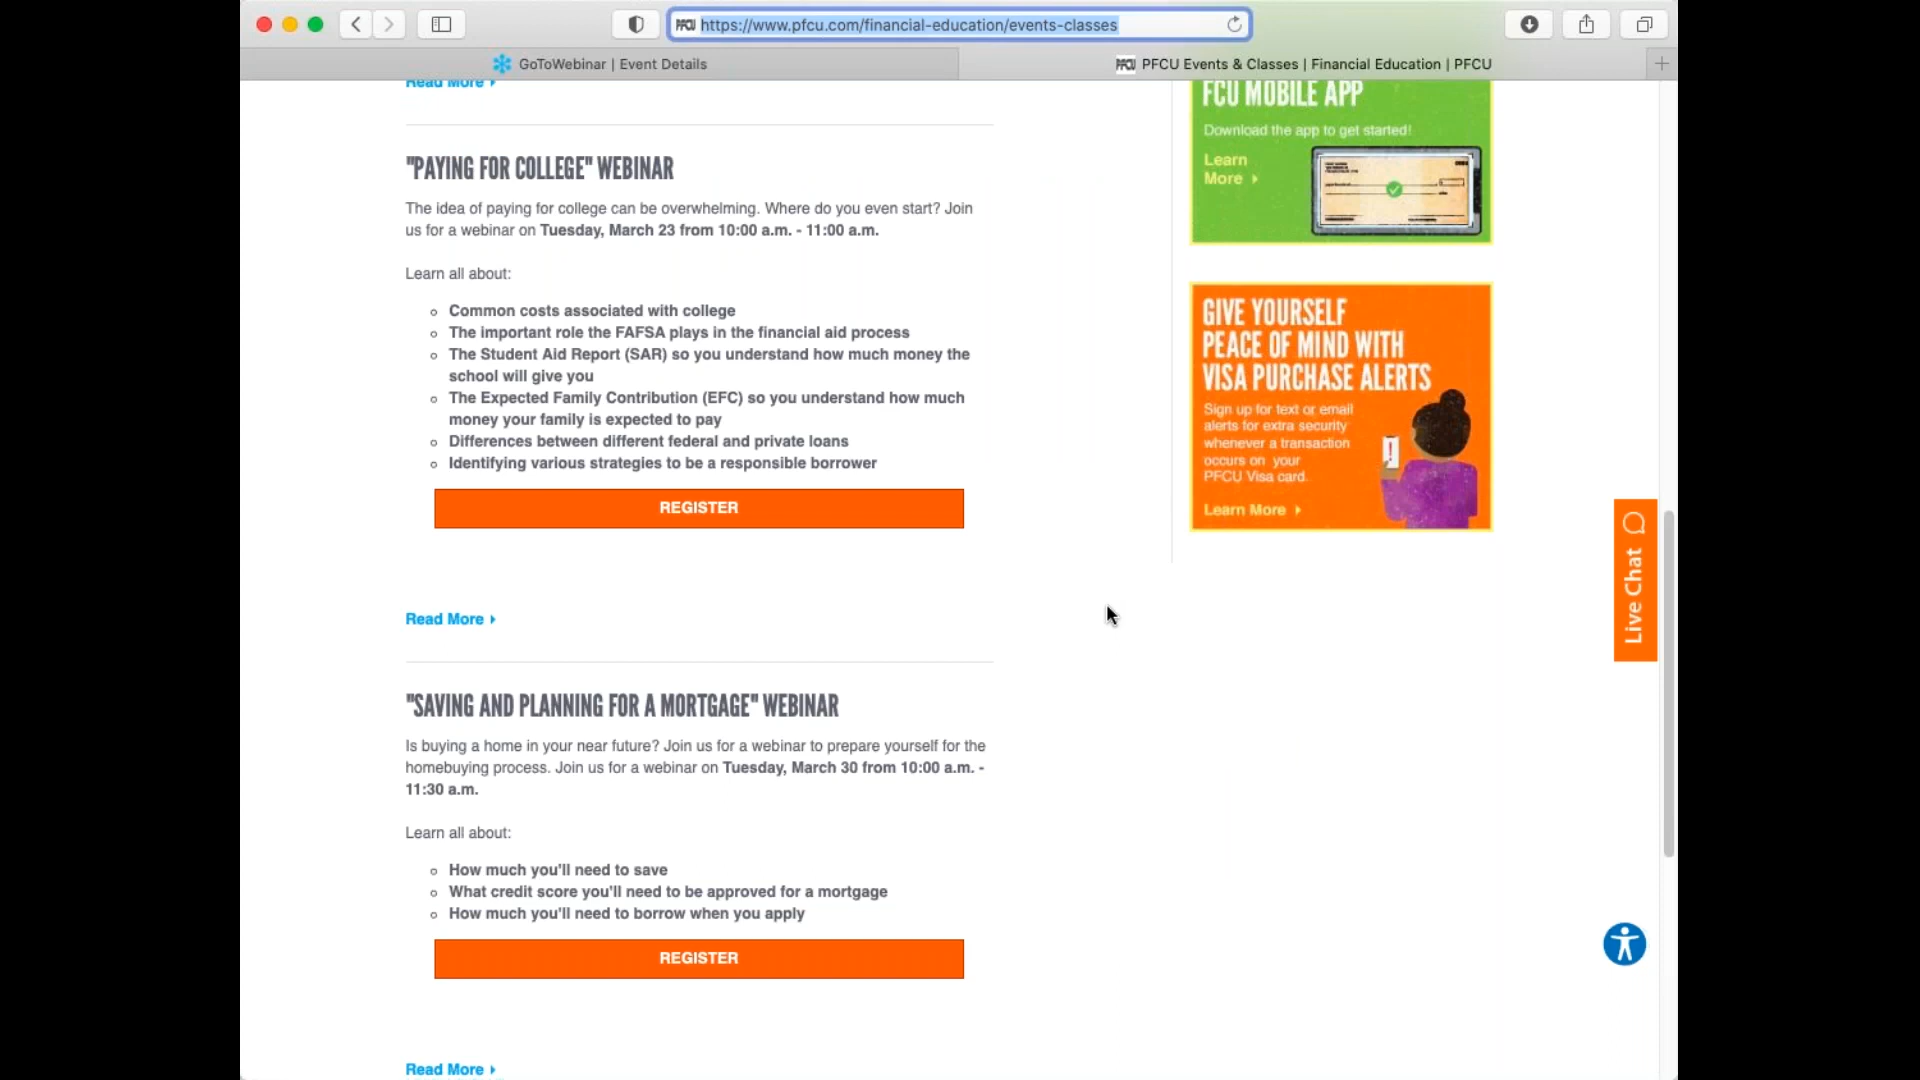 PFCU https://www.pfcu.com/financial-education/events-classes
GoToWebinar | Event Details
PFCU PFCU Events & Classes | Financial Education | PFCU
Read More
"PAYING FOR COLLEGE" WEBINAR
The idea of paying for college can be overwhelming. Where do you even start? Join
us for a webinar on Tuesday, March 23 from 10:00 a.m. - 11:00 a.m.
Learn all about:
Common costs associated with college
The important role the FAFSA plays in the financial aid process
The Student Aid Report (SAR) so you understand how much money the
school will give you
The Expected Family Contribution (EFC) so you understand how much
money your family is expected to pay
Differences between different federal and private loans
Identifying various strategies to be a responsible borrower
REGISTER
Read More
"SAVING AND PLANNING FOR A MORTGAGE" WEBINAR
Is buying a home in your near future? Join us for a webinar to prepare yourself for the
homebuying process. Join us for a webinar on Tuesday, March 30 from 10:00 a.m. -
11:30 a.m.
Learn all about:
How much you'll need to save
What credit score you'll need to be approved for a mortgage
How much you'll need to borrow when you apply
REGISTER
Read More
FCU MOBILE APP
Download the app to get started!
Learn
More
GIVE YOURSELF
PEACE OF MIND WITH
VISA PURCHASE ALERTS
Sign up for text or email
alerts for extra security
whenever a transaction
occurs on your
PFCU Visa card.
!
Learn More
Live Chat